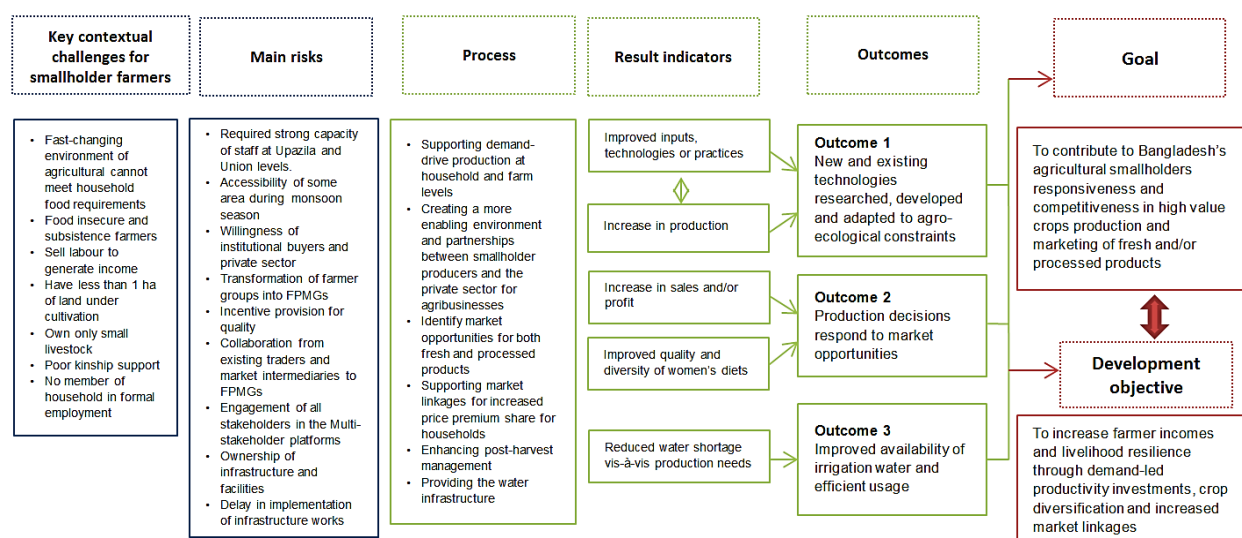 Key contextual
challenges for
smallholder farmers
Main risks
Process
Result indicators
Outcomes
Goal
• Fast-changing
environment of
agricultural cannot
meet household
food requirements
• Food insecure and
subsistence farmers
• Sell labour to
generate income
• Have less than 1 ha
of land under
cultivation
• Own only small
livestock
• Poor kinship support
• No member of
household in formal
employment
• Required strong capacity
of staff at Upazila and
Union levels.
• Accessibility of some
area during monsoon
season
• Willingness of
institutional buyers and
private sector
• Transformation of farmer
groups into FPMGs
• Incentive provision for
quality
• Collaboration from
existing traders and
market intermediaries to
FPMGs
• Engagement of all
stakeholders in the Multi-
stakeholder platforms
• Ownership of
infrastructure and
facilities
• Delay in implementation
of infrastructure works
• Supporting demand-
drive production at
household and farm
levels
• Creating a more
enabling environment
and partnerships
between smallholder
producers and the
private sector for
agribusinesses
• Identify market
opportunities for both
fresh and processed
products
• Supporting market
linkages for increased
price premium share for
households
• Enhancing post-harvest
management
• Providing the water
infrastructure
Improved inputs,
technologies or practices
Increase in production
Increase in sales and/or
profit
Improved quality and
diversity of women's diets
Reduced water shortage
vis-à-vis production needs
Outcome 1
New and existing
technologies
researched, developed
and adapted to agro-
ecological constraints
Outcome 2
Production decisions
respond to market
opportunities
Outcome 3
Improved availability of
irrigation water and
efficient usage
To contribute to Bangladesh's
agricultural smallholders
responsiveness and
competitiveness in high value
crops production and
marketing of fresh and/or
processed products
Development
objective
To increase farmer incomes
and livelihood resilience
through demand-led
productivity investments, crop
diversification and increased
market linkages